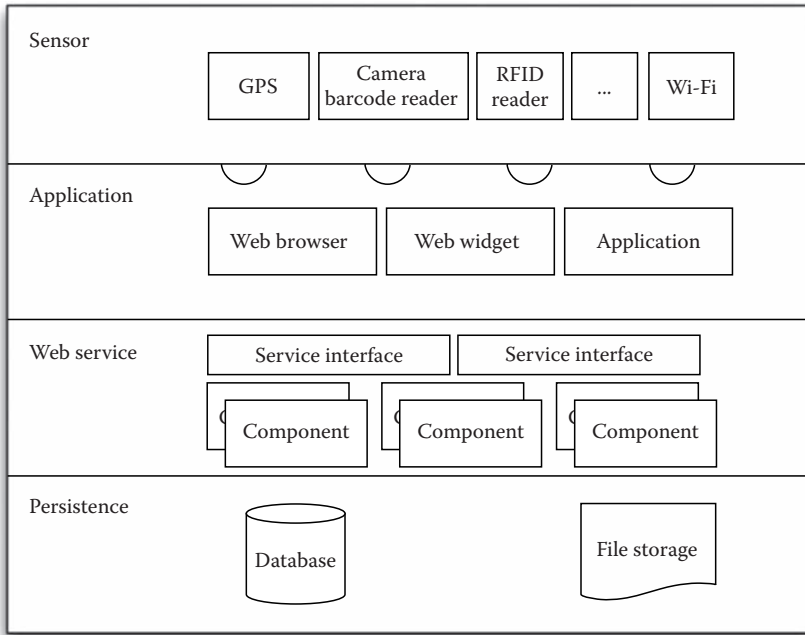 Sensor
GPS
Camera
barcode reader
RFID
reader
...
Wi-Fi
Application
Web browser
Web widget
Application
Web service
Service interface
Service interface
Component
Component
Component
Persistence
Database
File storage